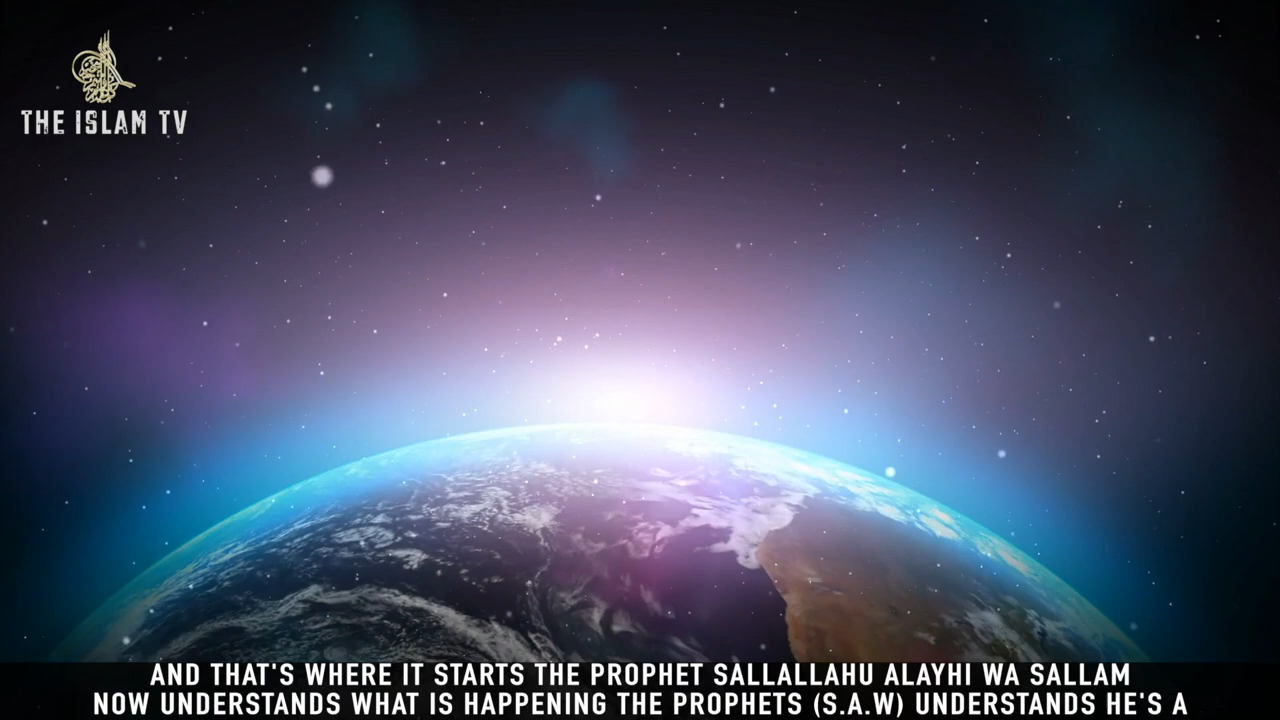 THE ISLAM TV
AND THAT'S WHERE IT STARTS THE PROPHET SALLALLAHU ALAYHI WA SALLAM
NOW UNDERSTANDS WHAT IS HAPPENING THE PROPHETS (S.A.W) UNDERSTANDS HE'S A